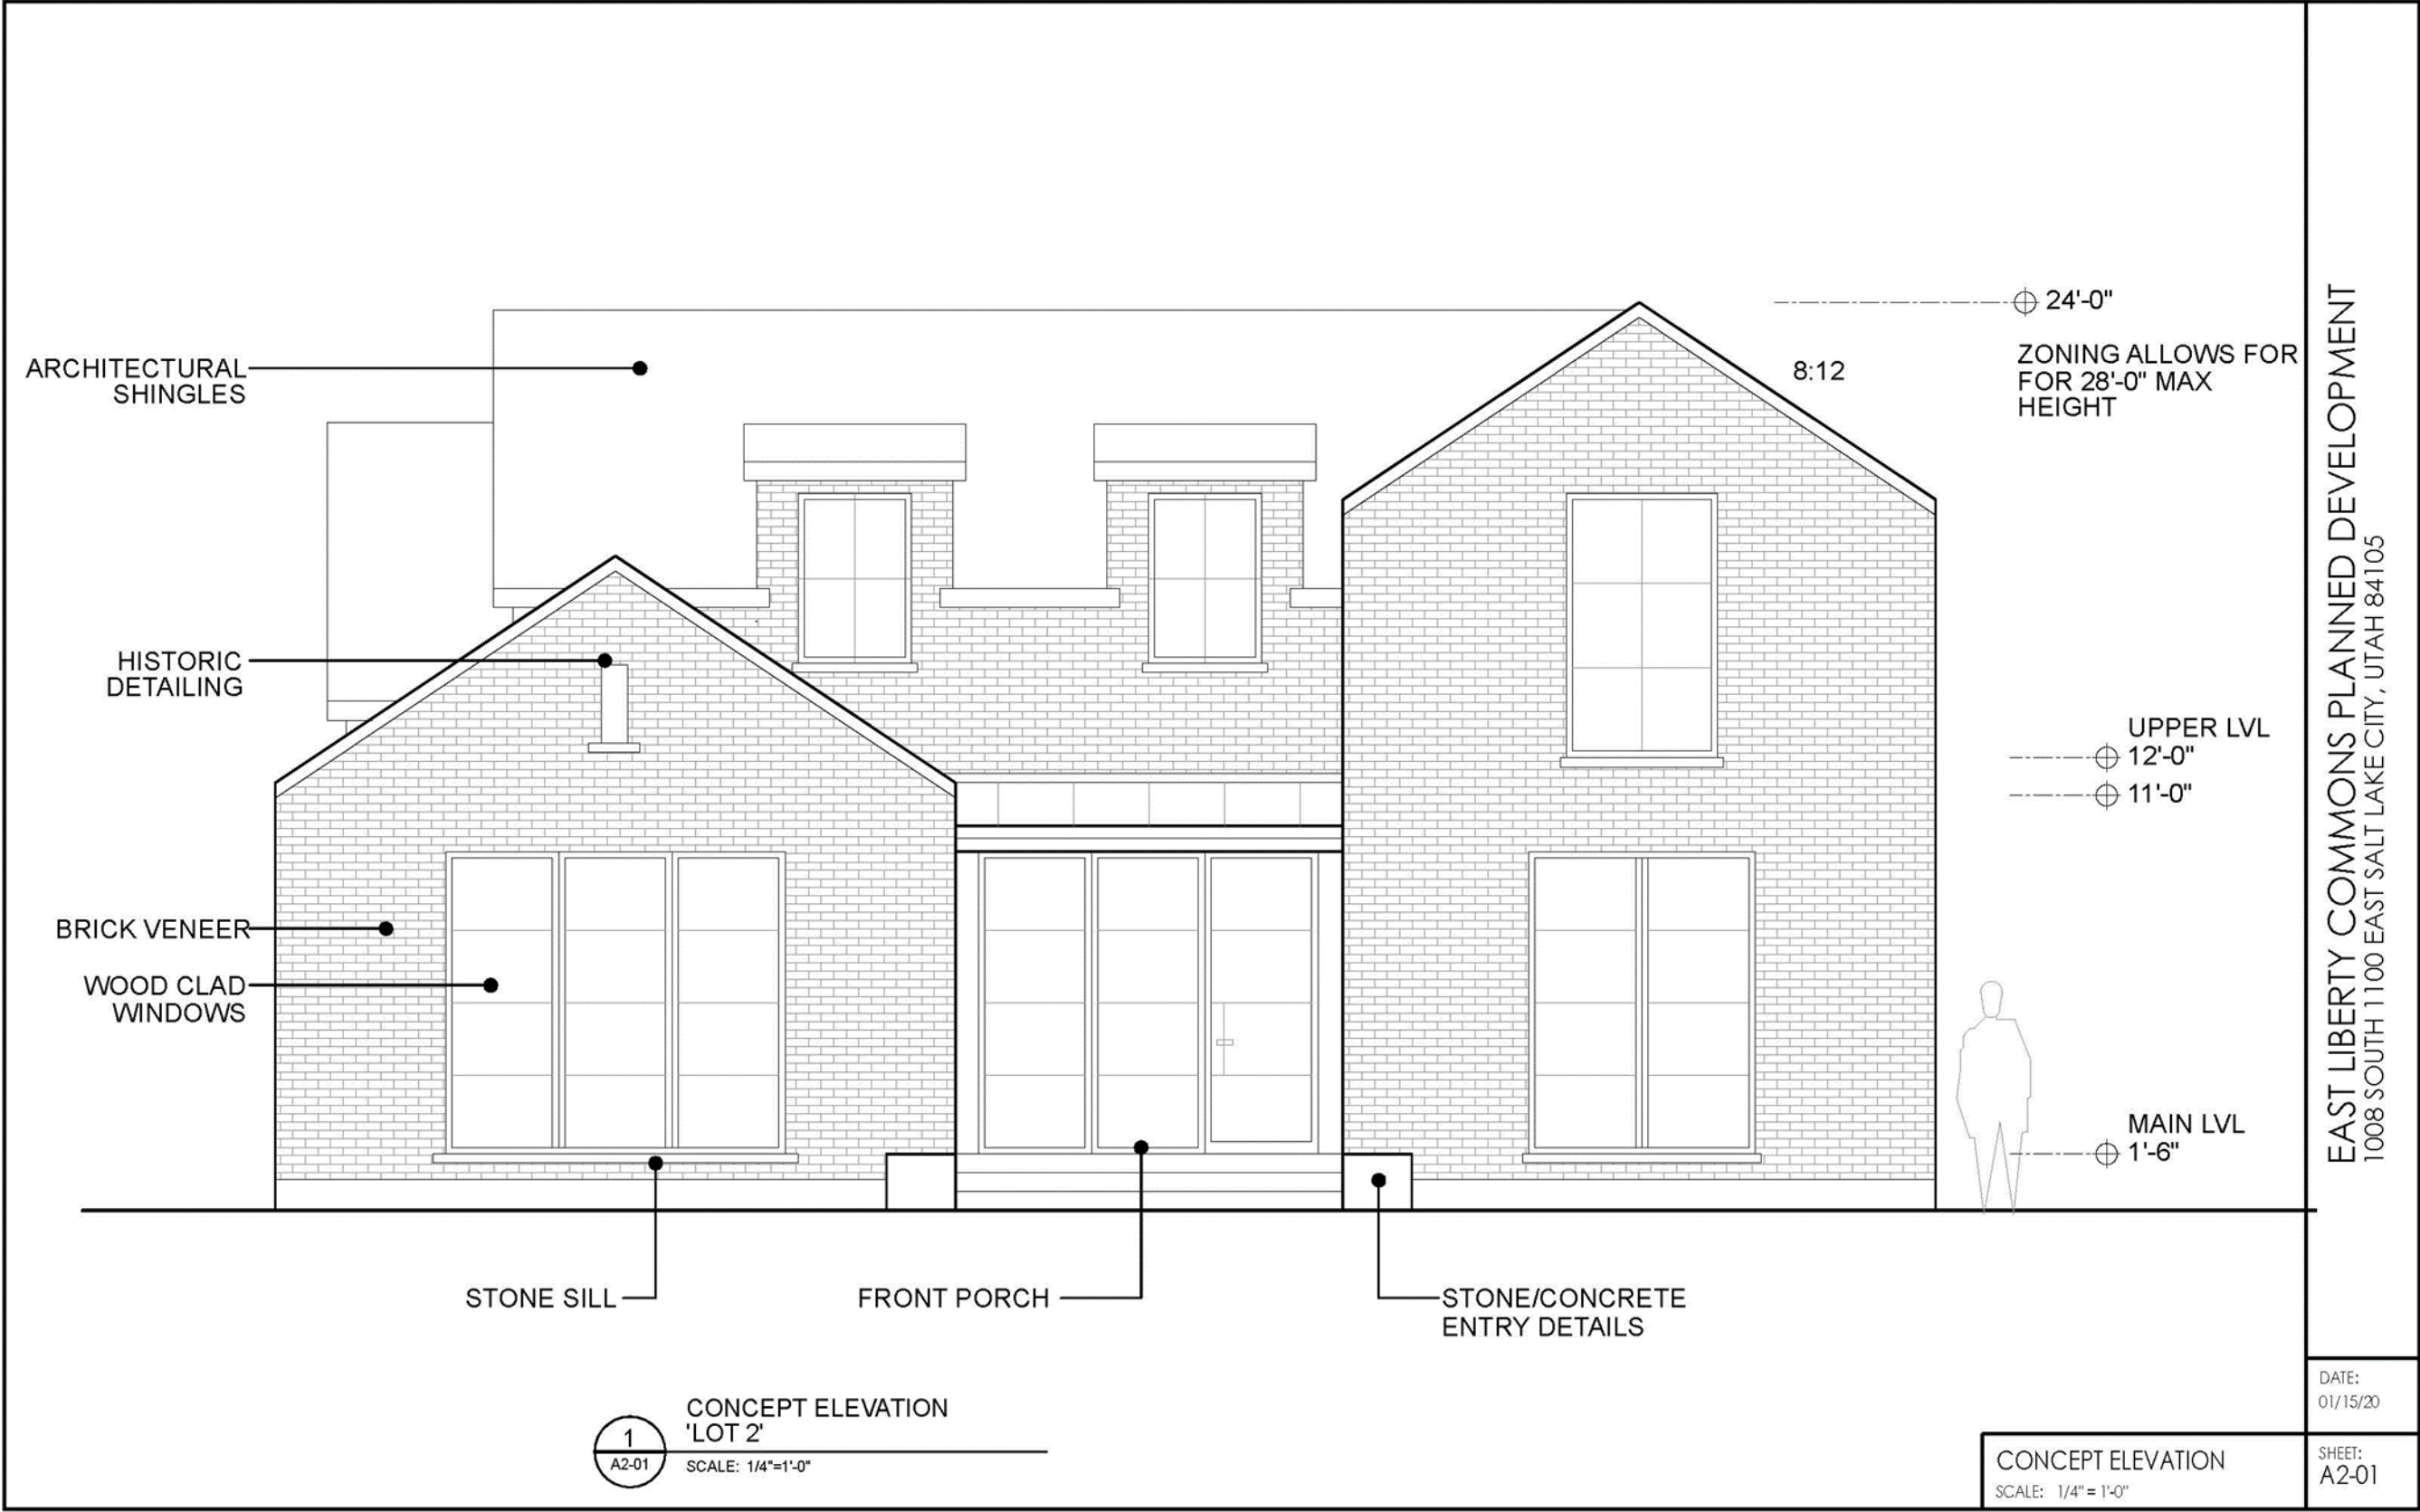 24'-0"
ZONING ALLOWS FOR
FOR 28'-0" MAX
HEIGHT
ARCHITECTURAL
SHINGLES
8:12
HISTORIC
DETAILING
UPPER LVL
12'-0"
11'-0"
BRICK VENEER
WOOD CLAD
WINDOWS
MAIN LVL
1'-6"
STONE SILL
FRONT PORCH
STONE/CONCRETE
ENTRY DETAILS
1
A2-01
CONCEPT ELEVATION
'LOT 2'
SCALE: 1/4"=1'-0"
EAST LIBERTY COMMONS PLANNED DEVELOPMENT
1008 SOUTH 1100 EAST SALT LAKE CITY, UTAH 84105
DATE:
01/15/20
CONCEPT ELEVATION
SCALE: 1/4" = 1'-0"
SHEET:
A2-01